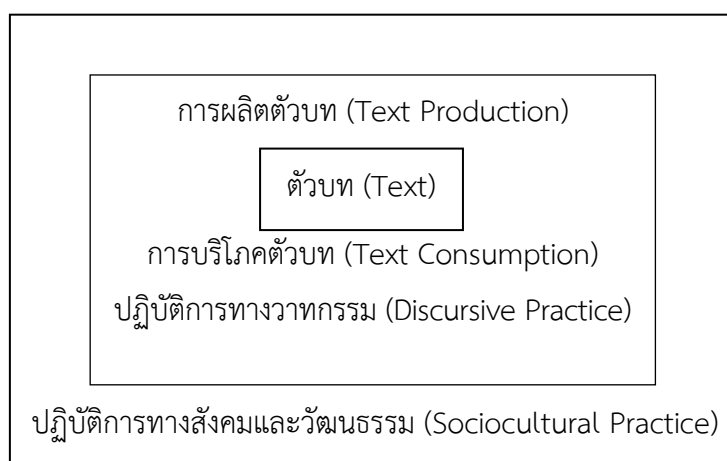 การผลิตตัวบท (Text Production)
ตัวบท (Text)
การบริโภคตัวบท (Text Consumption)
ปฏิบัติการทางวาทกรรม (Discursive Practice)
ปฏิบัติการทางสังคมและวัฒนธรรม (Sociocultural Practice)